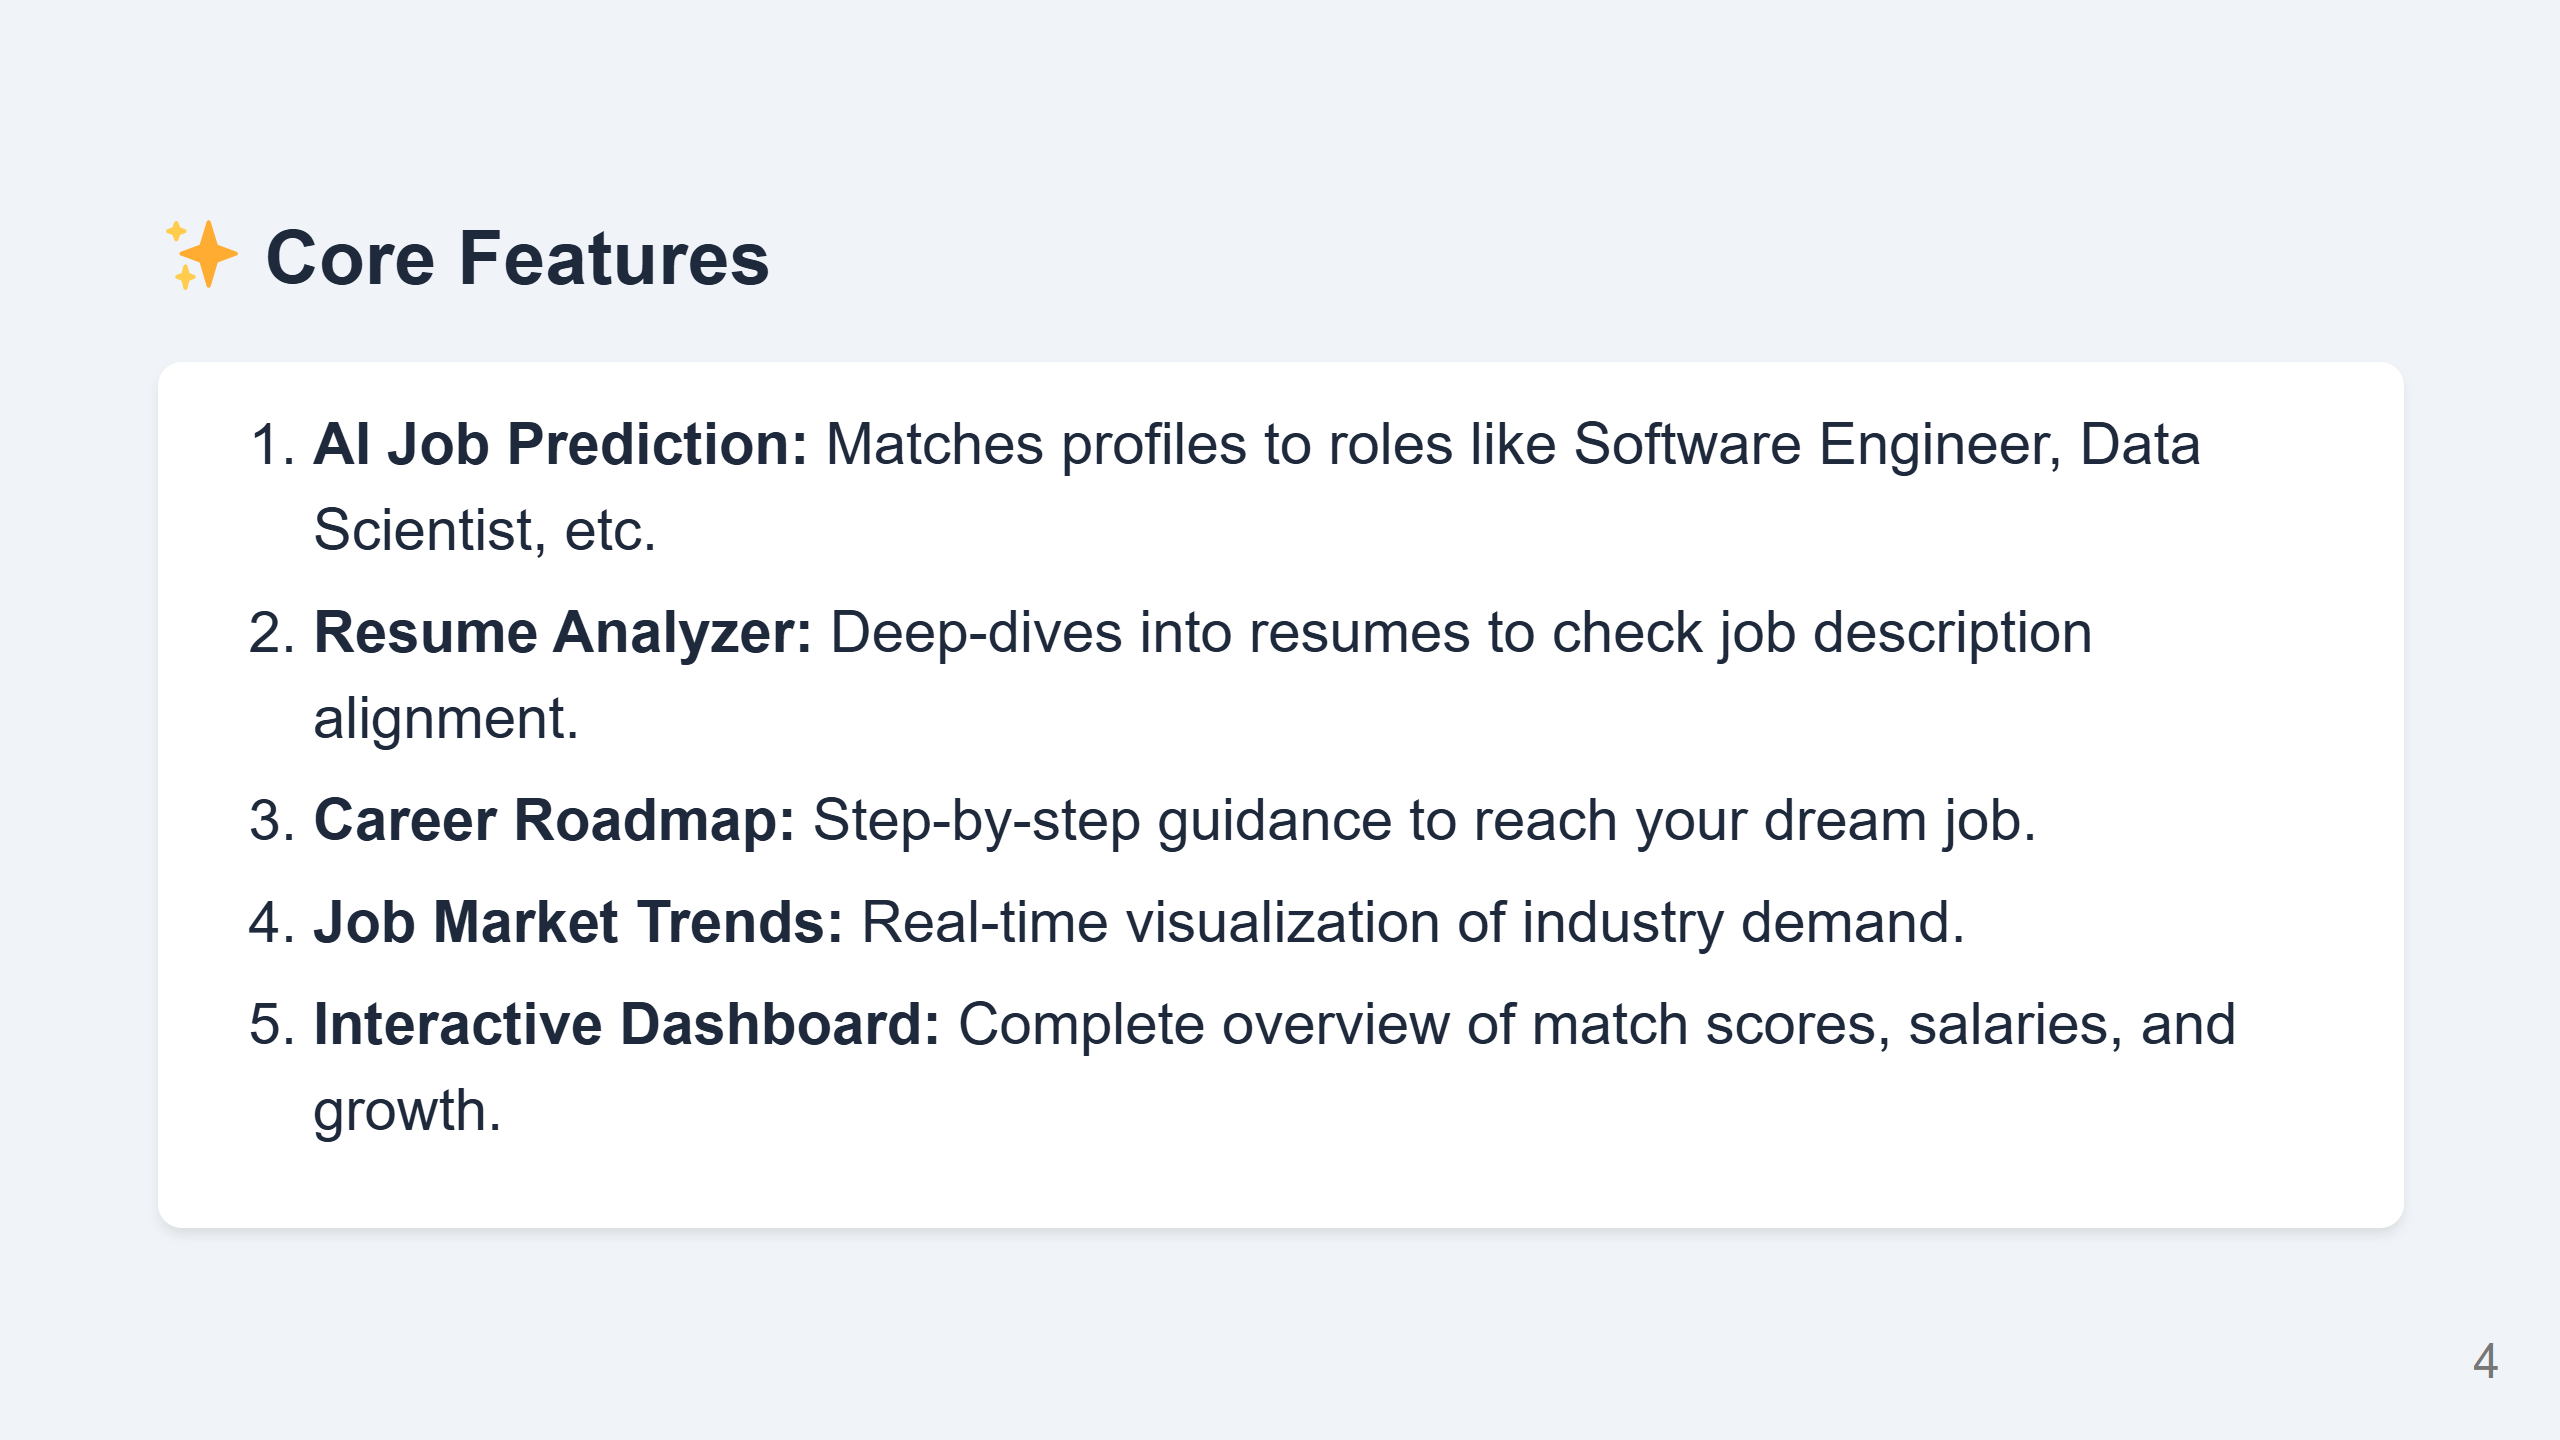 ✨ Core Features
1. AI Job Prediction: Matches profiles to roles like Software Engineer, Data
Scientist, etc.
2. Resume Analyzer: Deep-dives into resumes to check job description
alignment.
3. Career Roadmap: Step-by-step guidance to reach your dream job.
4. Job Market Trends: Real-time visualization of industry demand.
5. Interactive Dashboard: Complete overview of match scores, salaries, and
growth.
4